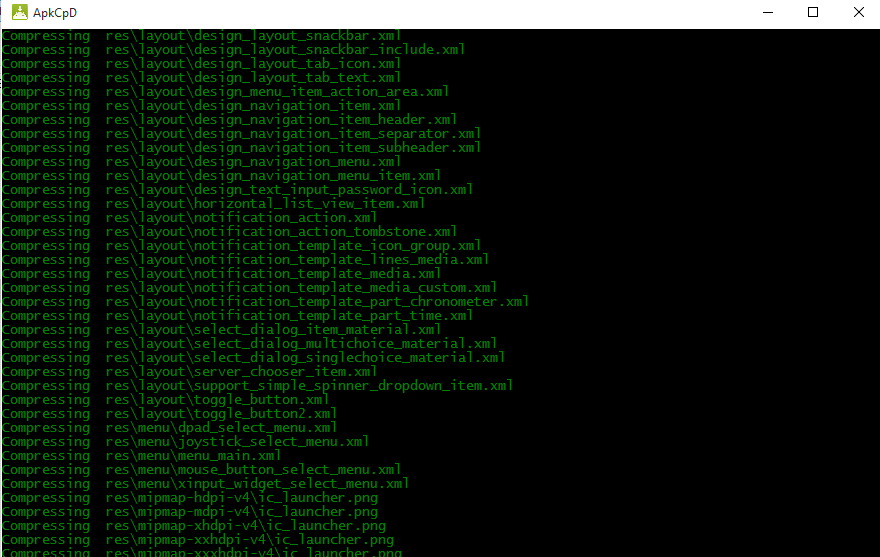 ApkCpD
Compressing  res\layout\design_layout_snackbar.xml
Compressing  res\layout\design_layout_snackbar_include.xml
Compressing  res\layout\design_layout_tab_icon.xml
Compressing  res\layout\design_layout_tab_text.xml
Compressing  res\layout\design_menu_item_action_area.xml
Compressing  res\layout\design_navigation_item.xml
Compressing  res\layout\design_navigation_item_header.xml
Compressing  res\layout\design_navigation_item_separator.xml
Compressing  res\layout\design_navigation_item_subheader.xml
Compressing  res\layout\design_navigation_menu.xml
Compressing  res\layout\design_navigation_menu_item.xml
Compressing  res\layout\design_text_input_password_icon.xml
Compressing  res\layout\horizontal_list_view_item.xml
Compressing  res\layout\notification_action.xml
Compressing  res\layout\notification_action_tombstone.xml
Compressing  res\layout\notification_template_icon_group.xml
Compressing  res\layout\notification_template_lines_media.xml
Compressing  res\layout\notification_template_media.xml
Compressing  res\layout\notification_template_media_custom.xml
Compressing  res\layout\notification_template_part_chronometer.xml
Compressing  res\layout\notification_template_part_time.xml
Compressing  res\layout\select_dialog_item_material.xml
Compressing  res\layout\select_dialog_multichoice_material.xml
Compressing  res\layout\select_dialog_singlechoice_material.xml
Compressing  res\layout\server_chooser_item.xml
Compressing  res\layout\support_simple_spinner_dropdown_item.xml
Compressing  res\layout\toggle_button.xml
Compressing  res\layout\toggle_button2.xml
Compressing  res\menu\dpad_select_menu.xml
Compressing  res\menu\joystick_select_menu.xml
Compressing  res\menu\menu_main.xml
Compressing  res\menu\mouse_button_select_menu.xml
Compressing  res\menu\xinput_widget_select_menu.xml
Compressing  res\mipmap-hdpi-v4\ic_launcher.png
Compressing  res\mipmap-mdpi-v4\ic_launcher.png
Compressing  res\mipmap-xhdpi-v4\ic_launcher.png
Compressing  res\mipmap-xxhdpi-v4\ic_launcher.png
Compressing  res\mipmap-xxxhdpi-v4\ic_launcher.png